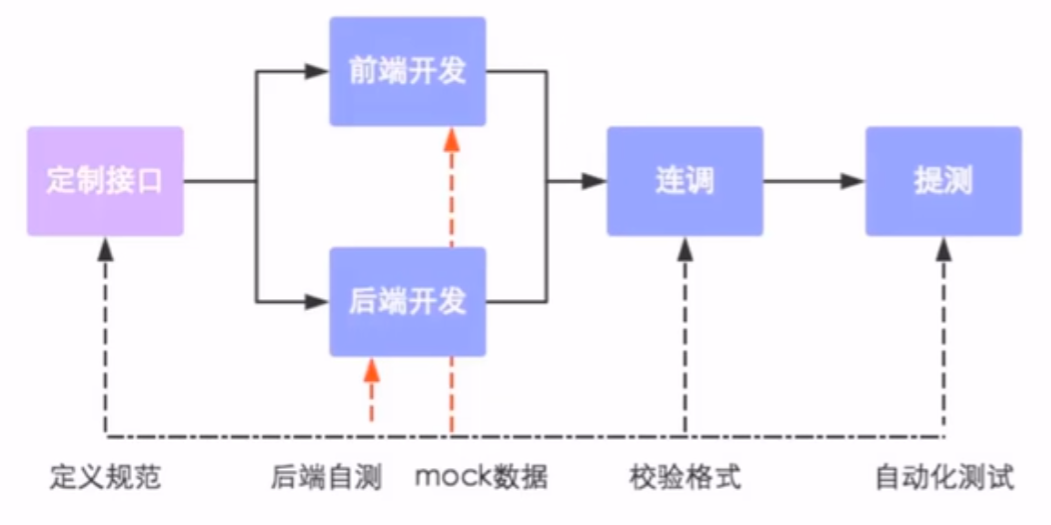 前端开发
定制接口
连调
提测
后端开发
定义规范
后端自测
mock数据
校验格式
自动化测试